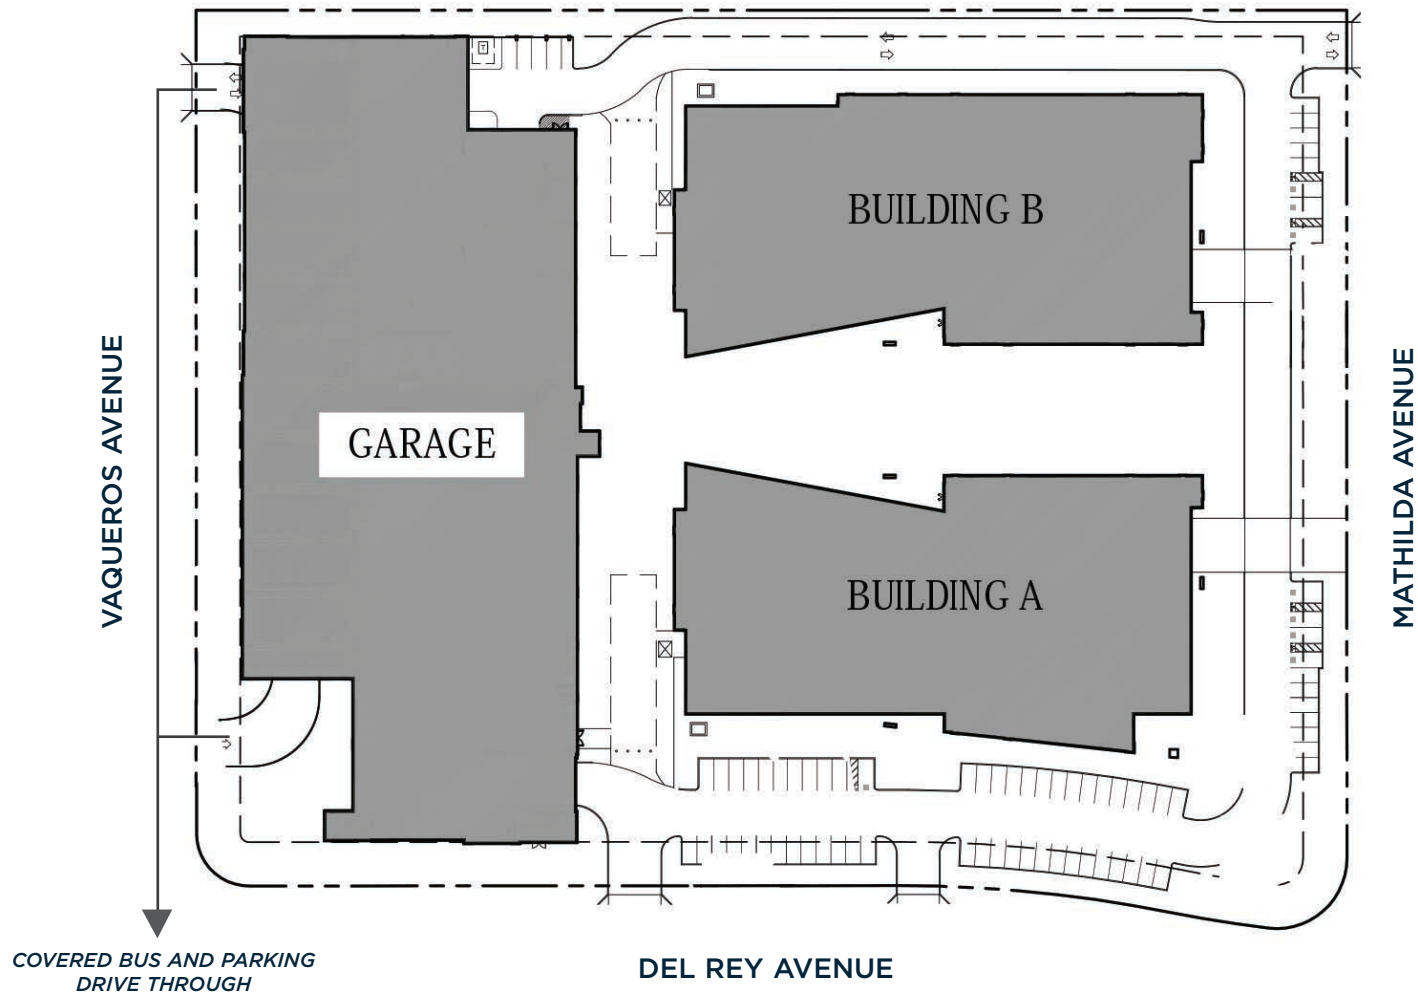 BUILDING B
VAQUEROS AVENUE
GARAGE
MATHILDA AVENUE
BUILDING A
COVERED BUS AND PARKING
DRIVE THROUGH
DEL REY AVENUE